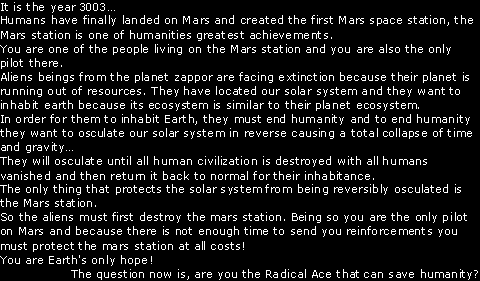 It is the year 3003...
Humans have finally landed on Mars and created the first Mars space station, the
Mars station is one of humanities greatest achievements.
You are one of the people living on the Mars station and you are also the only
pilot there.
Aliens beings from the planet zappor are facing extinction because their planet is
running out of resources. They have located our solar system and they want to
inhabit earth because its ecosystem is similar to their planet ecosystem.
In order for them to inhabit Earth, they must end humanity and to end humanity
they want to osculate our solar system in reverse causing a total collapse of time
and gravity...
They will osculate until all human civilization is destroyed with all humans
vanished and then return it back to normal for their inhabitance.
The only thing that protects the solar system from being reversibly osculated is
the Mars station.
So the aliens must first destroy the mars station. Being so you are the only pilot
on Mars and because there is not enough time to send you reinforcements you
must protect the mars station at all costs!
You are Earth's only hope!
The question now is, are you the Radical Ace that can save humanity?